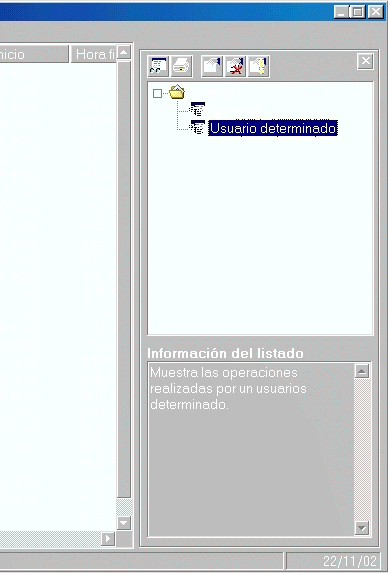 nicio
Hora fi
Usuario determinado
Información del listado
Muestra las operaciones
realizadas por un usuarios
determinado.
22/11/02